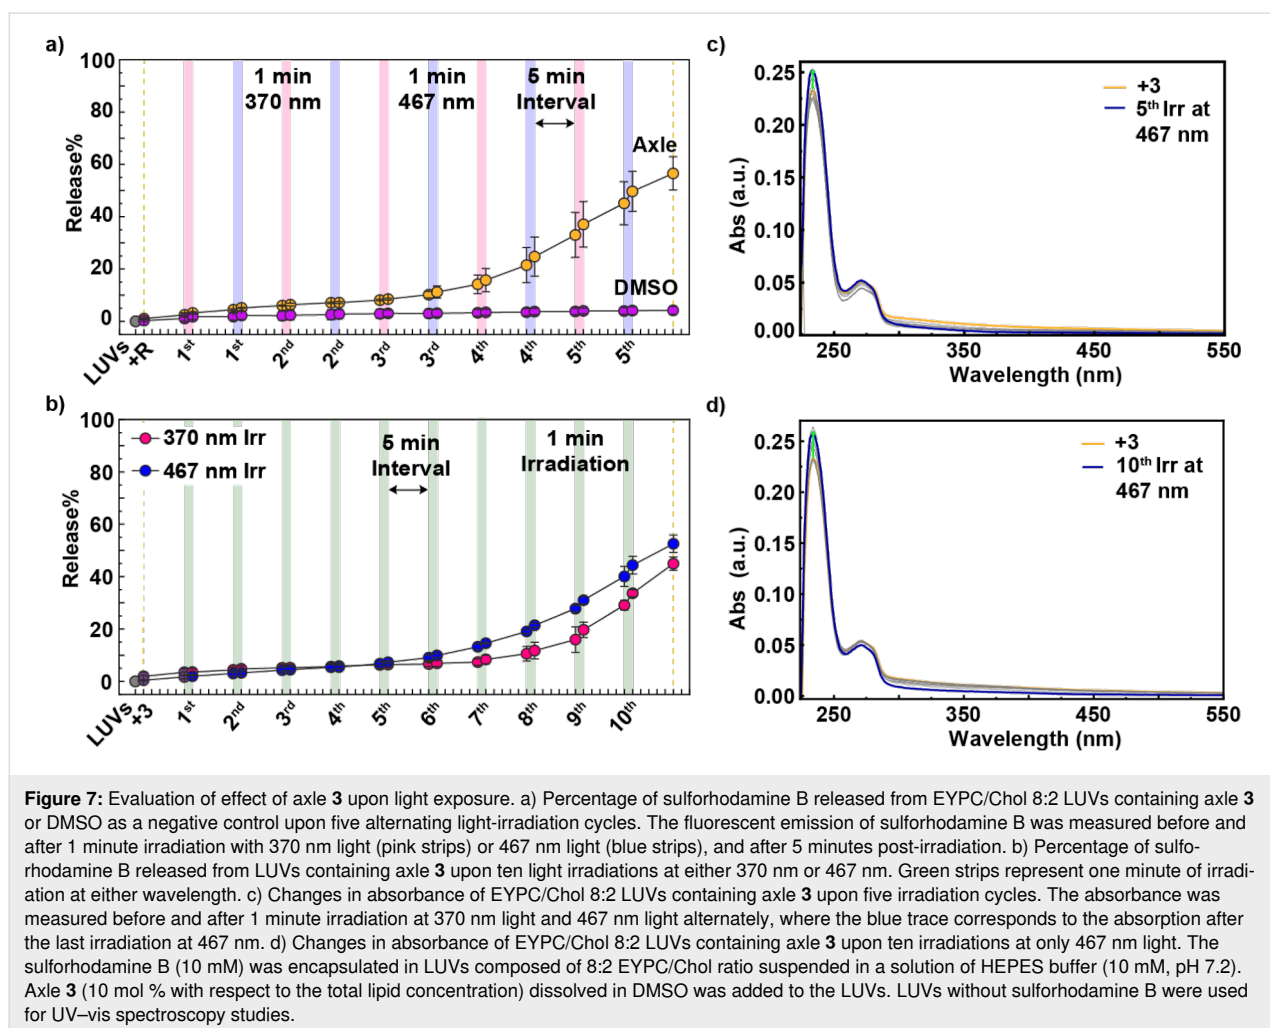 a)
100
80
60
40
20
0
Release%
1 min
370 nm
1 min
467 nm
5 min
Interval
Axle
DMSO
LUVs
+R
1st
1st
2nd
2nd
3rd
3rd
4th
4th
5th
5th
b)
100
80
60
40
20
0
Release%
370 nm Irr
467 nm Irr
5 min
Interval
1 min
Irradiation
LUVs
+3
1st
2nd
3rd
4th
5th
6th
7th
8th
9th
10th
c)
0.25
0.20
0.15
0.10
0.05
0.00
Abs (a.u.)
+3
5th Irr at
467 nm
250
350
450
550
Wavelength (nm)
d)
0.25
0.20
0.15
0.10
0.05
0.00
Abs (a.u.)
+3
10th Irr at
467 nm
250
350
450
550
Wavelength (nm)
Figure 7: Evaluation of effect of axle 3 upon light exposure. a) Percentage of sulforhodamine B released from EYPC/Chol 8:2 LUVs containing axle 3
or DMSO as a negative control upon five alternating light-irradiation cycles. The fluorescent emission of sulforhodamine B was measured before and
after 1 minute irradiation with 370 nm light (pink strips) or 467 nm light (blue strips), and after 5 minutes post-irradiation. b) Percentage of sulfo-
rhodamine B released from LUVs containing axle 3 upon ten light irradiations at either 370 nm or 467 nm. Green strips represent one minute of irradi-
ation at either wavelength. c) Changes in absorbance of EYPC/Chol 8:2 LUVs containing axle 3 upon five irradiation cycles. The absorbance was
measured before and after 1 minute irradiation at 370 nm light and 467 nm light alternately, where the blue trace corresponds to the absorption after
the last irradiation at 467 nm. d) Changes in absorbance of EYPC/Chol 8:2 LUVs containing axle 3 upon ten irradiations at only 467 nm light. The
sulforhodamine B (10 mM) was encapsulated in LUVs composed of 8:2 EYPC/Chol ratio suspended in a solution of HEPES buffer (10 mM, pH 7.2).
Axle 3 (10 mol % with respect to the total lipid concentration) dissolved in DMSO was added to the LUVs. LUVs without sulforhodamine B were used
for UV–vis spectroscopy studies.